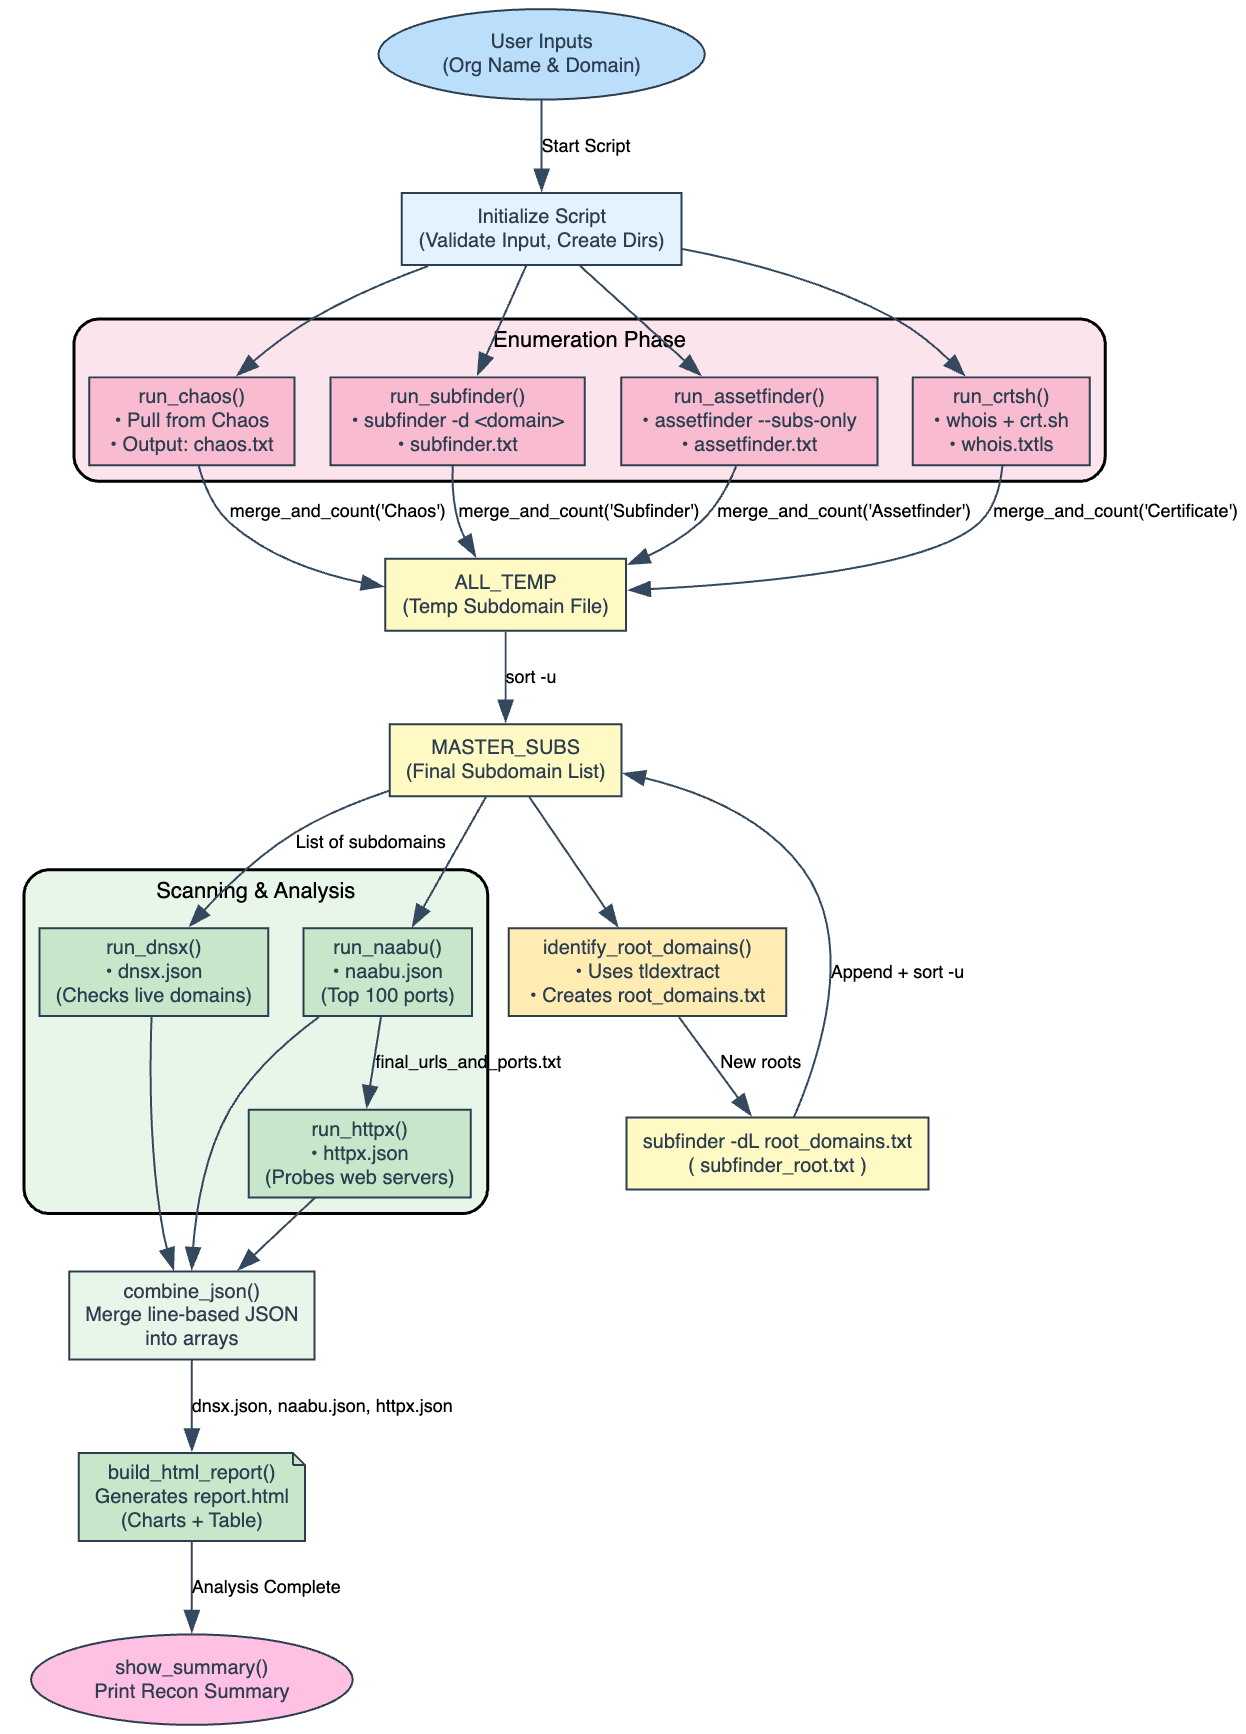 User Inputs
(Org Name & Domain)
Start Script
Initialize Script
(Validate Input, Create Dirs)
Enumeration Phase
run_chaos()
• Pull from Chaos
• Output: chaos.txt
run_subfinder()
• subfinder -d <domain>
• subfinder.txt
run_assetfinder()
• assetfinder --subs-only
• assetfinder.txt
run_crtsh()
• whois + crt.sh
• whois.txtls
merge_and_count('Chaos')
merge_and_count('Subfinder')
merge_and_count('Assetfinder')
merge_and_count('Certificate')
ALL_TEMP
(Temp Subdomain File)
sort -u
MASTER_SUBS
(Final Subdomain List)
List of subdomains
Scanning & Analysis
run_dnsx()
• dnsx.json
(Checks live domains)
run_naabu()
• naabu.json
(Top 100 ports)
identify_root_domains()
• Uses tldextract
• Creates root_domains.txt
Append + sort -u
final_urls_and_ports.txt
New roots
run_httpx()
• httpx.json
(Probes web servers)
subfinder -dL root_domains.txt
( subfinder_root.txt )
combine_json()
Merge line-based JSON
into arrays
dnsx.json, naabu.json, httpx.json
build_html_report()
Generates report.html
(Charts + Table)
Analysis Complete
show_summary()
Print Recon Summary